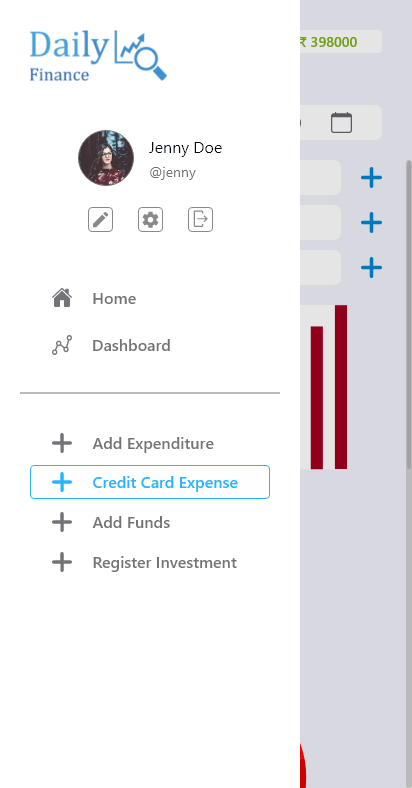 Daily
Finance
₹ 398000
Jenny Doe
@jenny
Home
Dashboard
Add Expenditure
Credit Card Expense
Add Funds
Register Investment